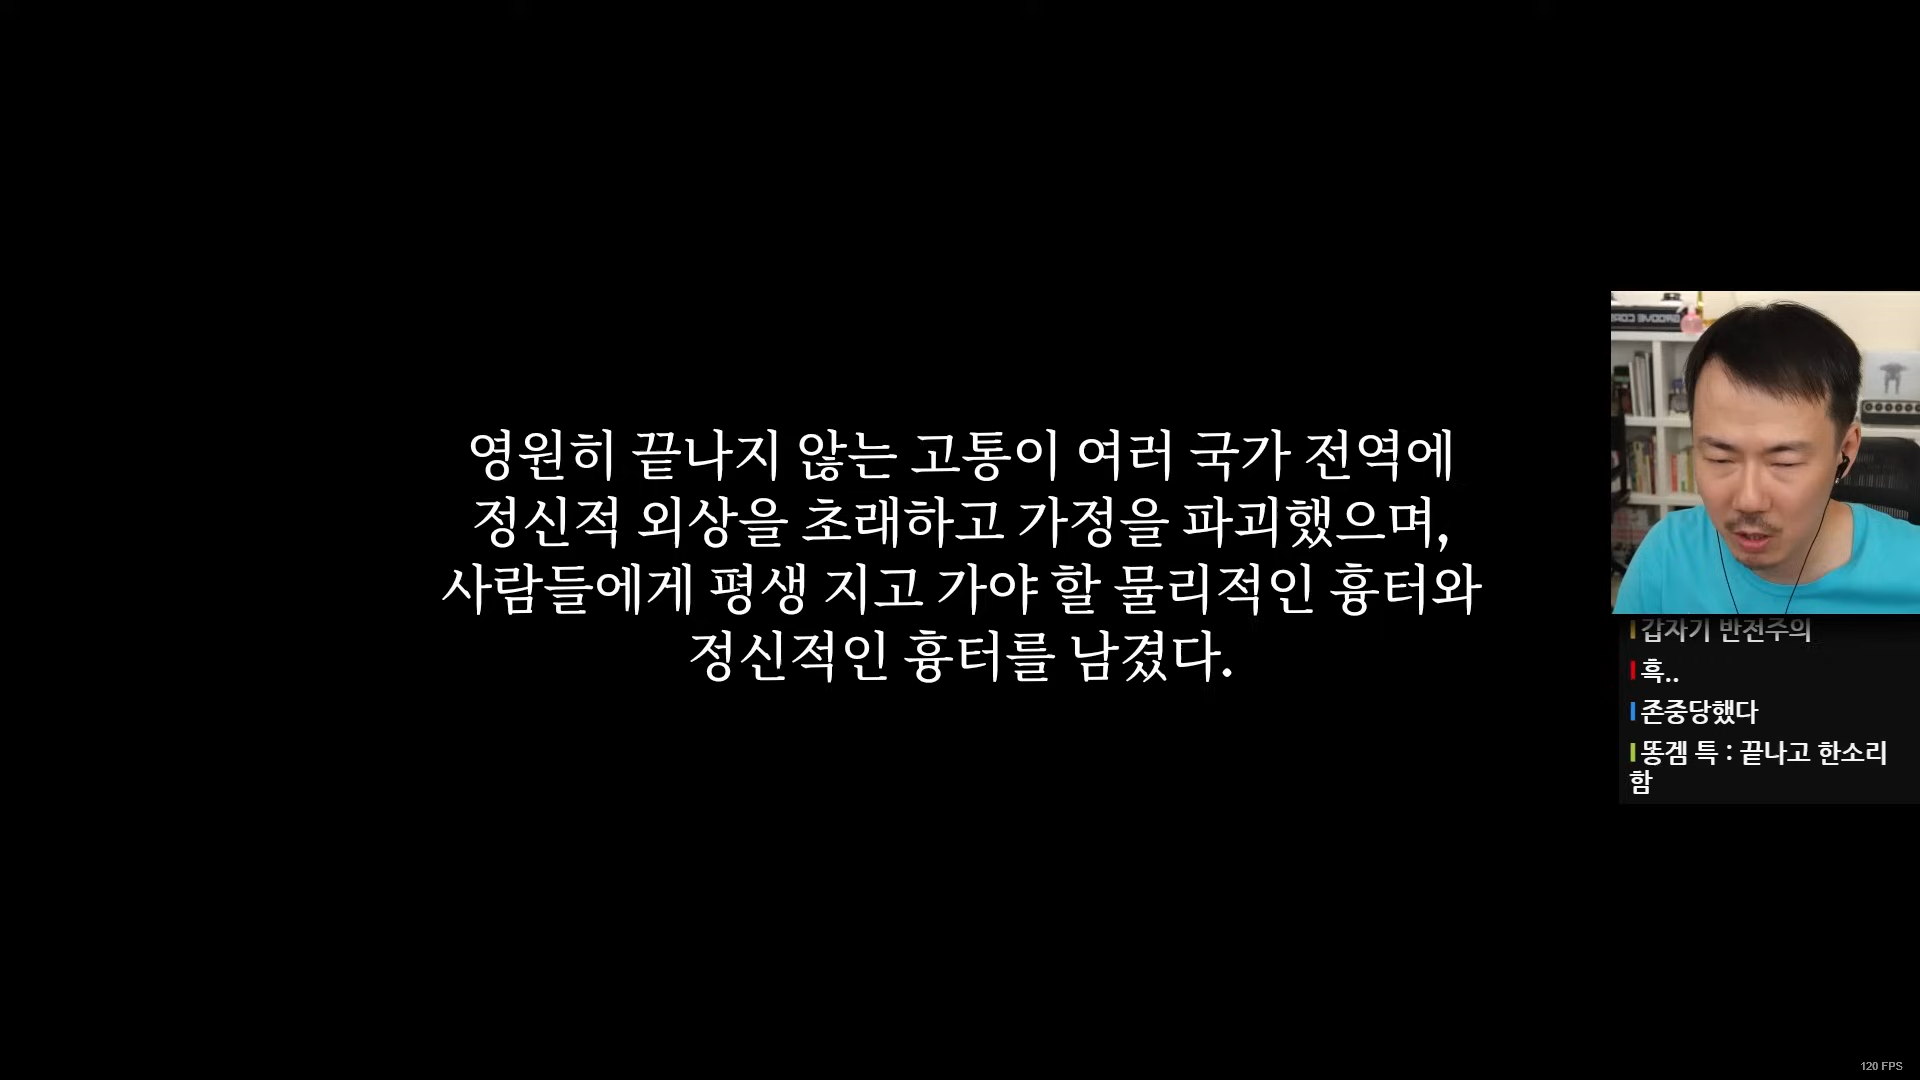 영원히 끝나지 않는 고통이 여러 국가 전역에
정신적 외상을 초래하고 가정을 파괴했으며,
사람들에게 평생 지고 가야 할 물리적인 흉터와
정신적인 흉터를 남겼다.
갑자기 반전주의
흑..
존중당했다
똥겜 특 : 끝나고 한소리
함
120 FPS